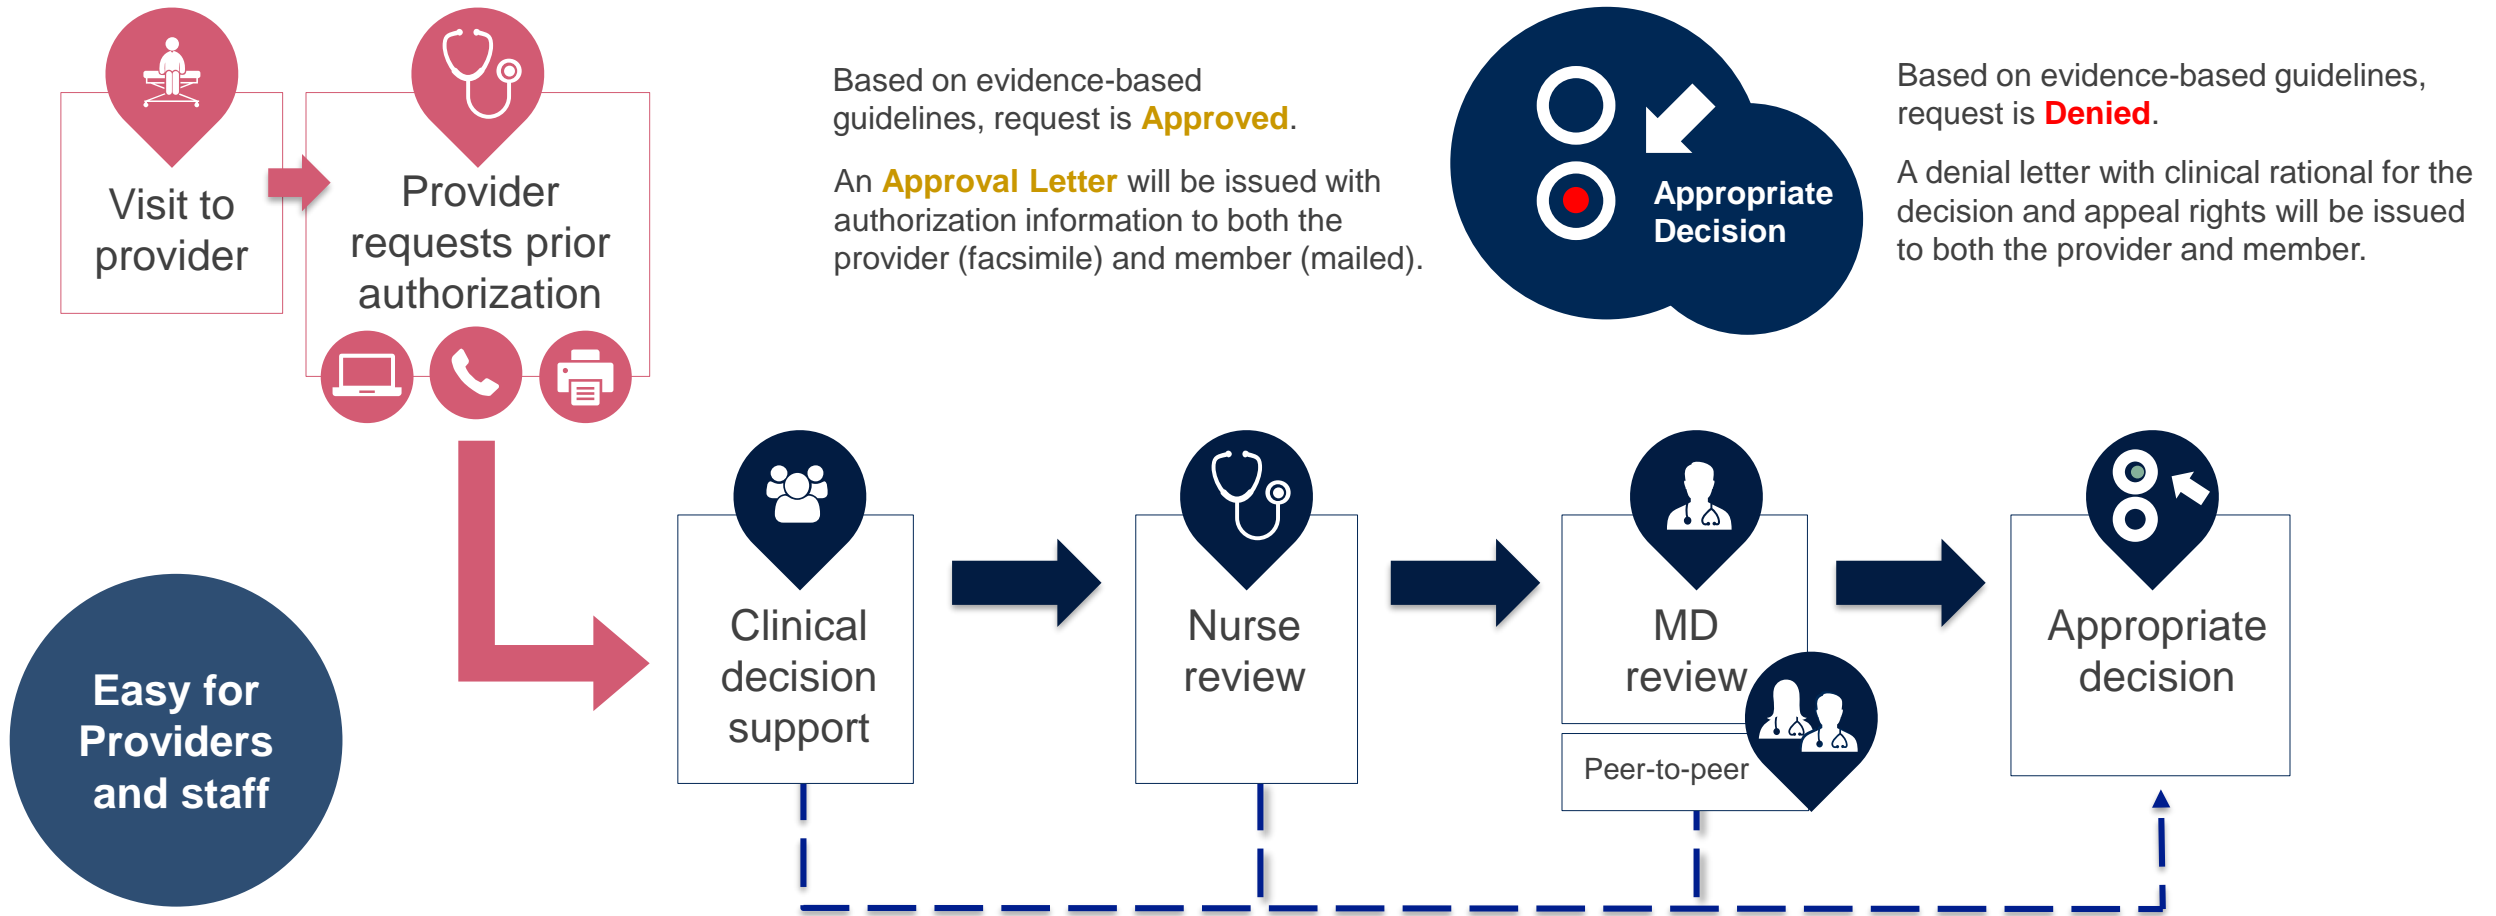 Visit to
provider
Provider
requests prior
authorization
Based on evidence-based
guidelines, request is Approved.
An Approval Letter will be issued with
authorization information to both the
provider (facsimile) and member (mailed).
Appropriate
Decision
Based on evidence-based guidelines,
request is Denied.
A denial letter with clinical rational for the
decision and appeal rights will be issued
to both the provider and member.
Easy for
Providers
and staff
Clinical
decision
support
Nurse
review
MD
review
Peer-to-peer
Appropriate
decision